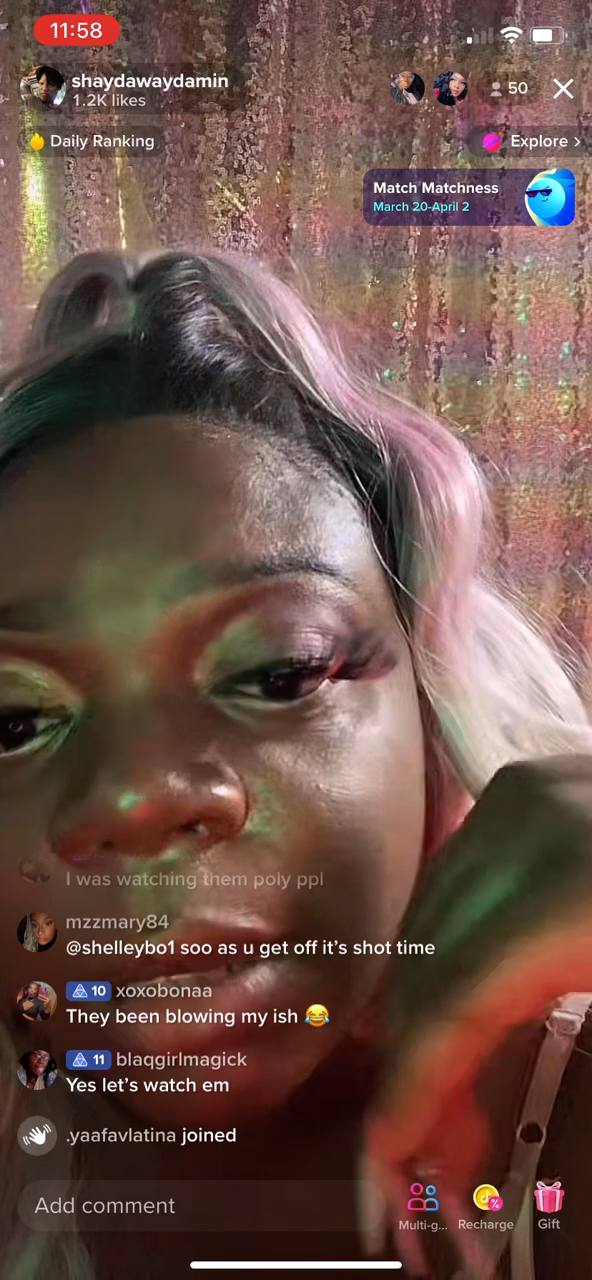 11:58
shaydawaydamin
1.2K likes
50
Daily Ranking
Explore >
Match Matchness
March 20-April 2
I was watching them poly ppl
mzzmary84
@shelleybo1 soo as u get off it's shot time
10 xoxobonaa
They been blowing my ish 😂
11 blaqgirlmagick
Yes let's watch em
.yaafavlatina joined
Add comment
Multi-g...
Recharge
Gift